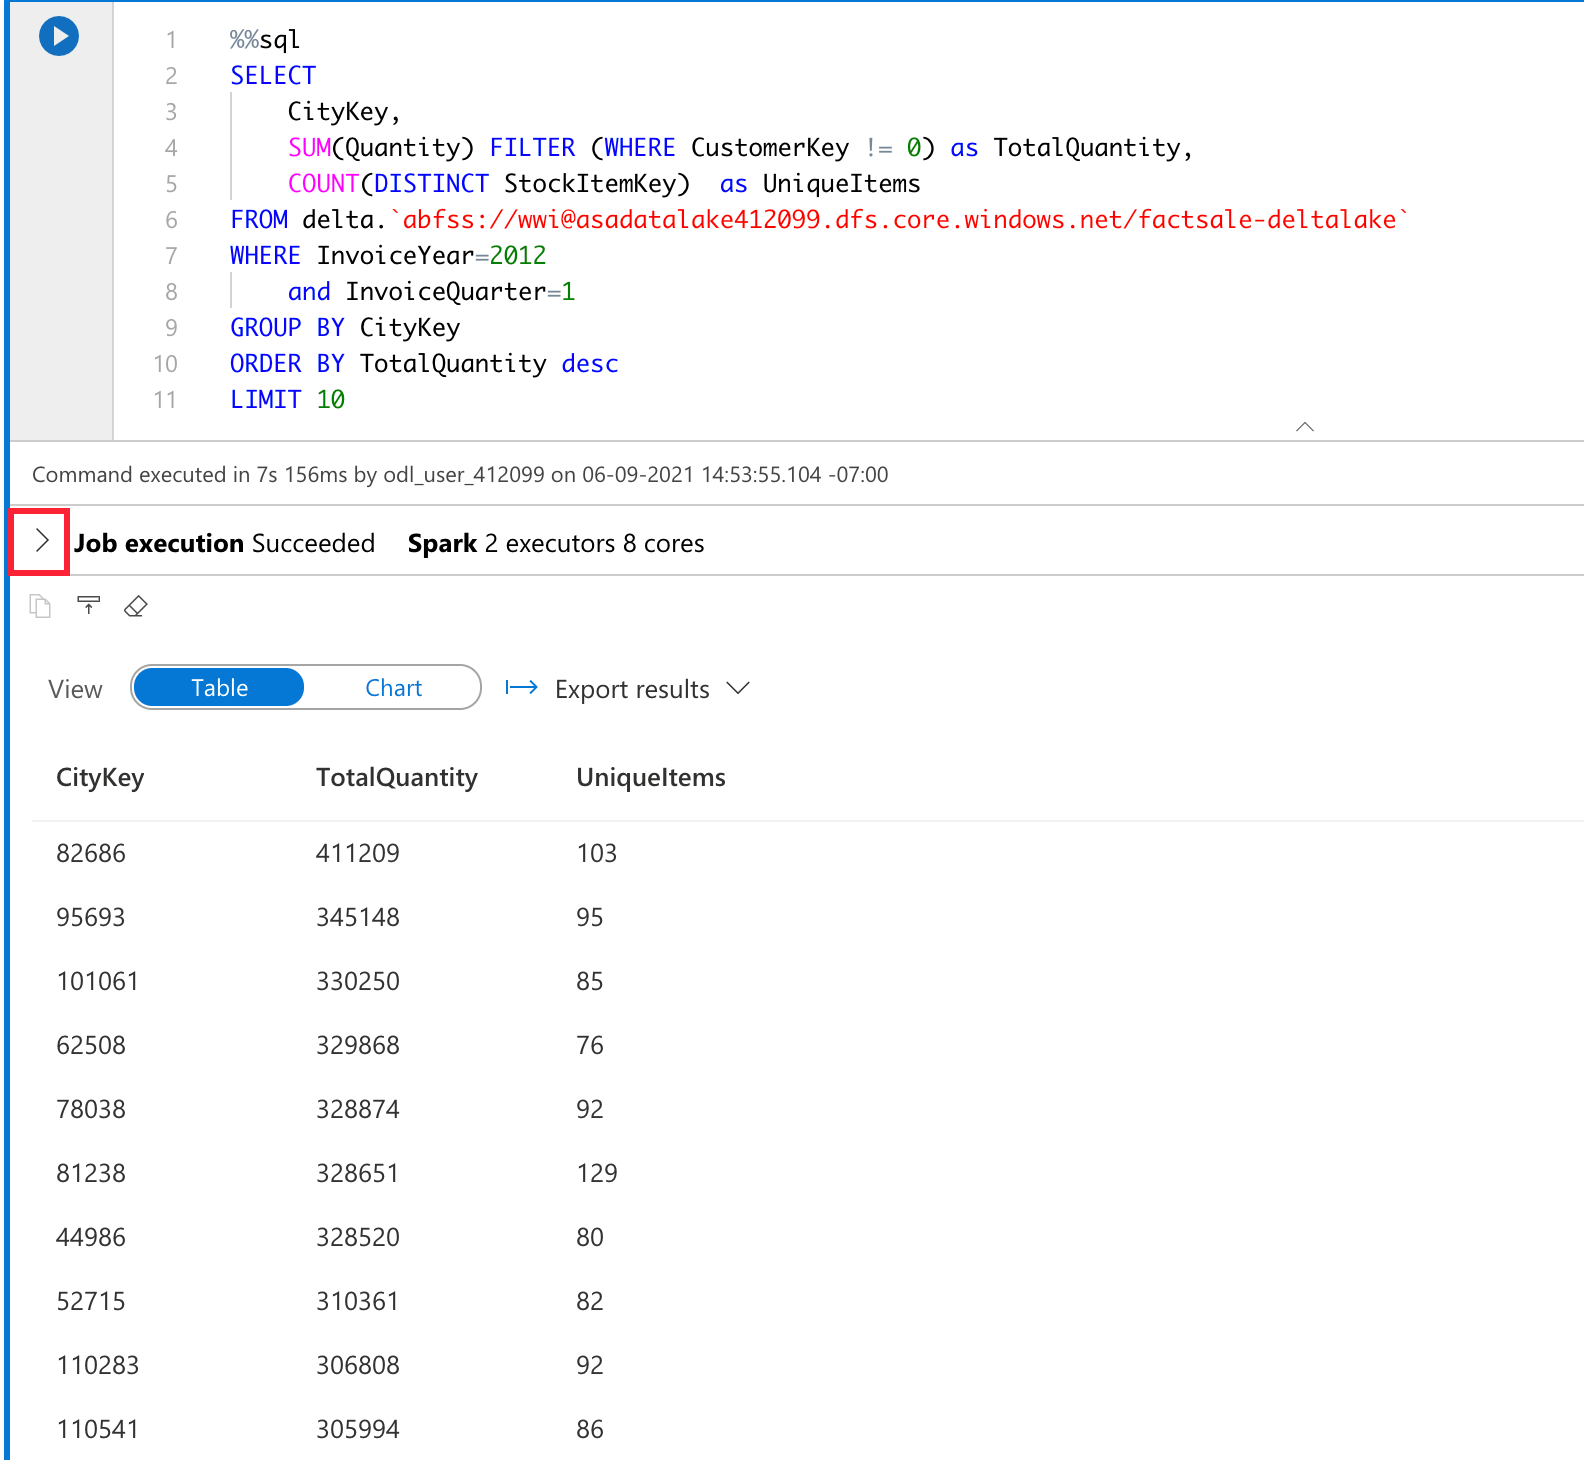 1 %%sql
2 SELECT
3 CityKey,
4 SUM(Quantity) FILTER (WHERE CustomerKey != 0) as TotalQuantity,
5 COUNT(DISTINCT StockItemKey)  as UniqueItems
6 FROM delta.`abfss://wwi@asadatalake412099.dfs.core.windows.net/factsale-deltalake`
7 WHERE InvoiceYear=2012
8 and InvoiceQuarter=1
9 GROUP BY CityKey
10 ORDER BY TotalQuantity desc
11 LIMIT 10
Command executed in 7s 156ms by odl_user_412099 on 06-09-2021 14:53:55.104 -07:00
Job execution Succeeded Spark 2 executors 8 cores
View Table Chart Export results
CityKey TotalQuantity UniqueItems
82686 411209 103
95693 345148 95
101061 330250 85
62508 329868 76
78038 328874 92
81238 328651 129
44986 328520 80
52715 310361 82
110283 306808 92
110541 305994 86